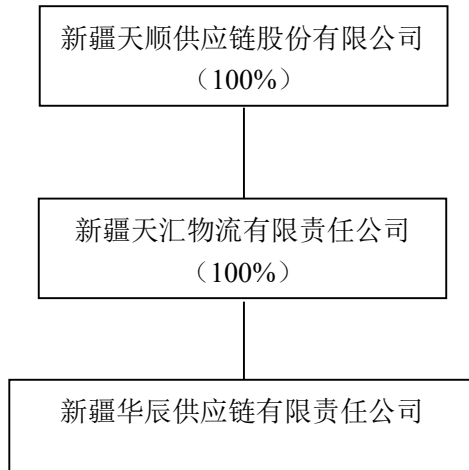 新疆天顺供应链股份有限公司
（100%）
新疆天汇物流有限责任公司
（100%）
新疆华辰供应链有限责任公司